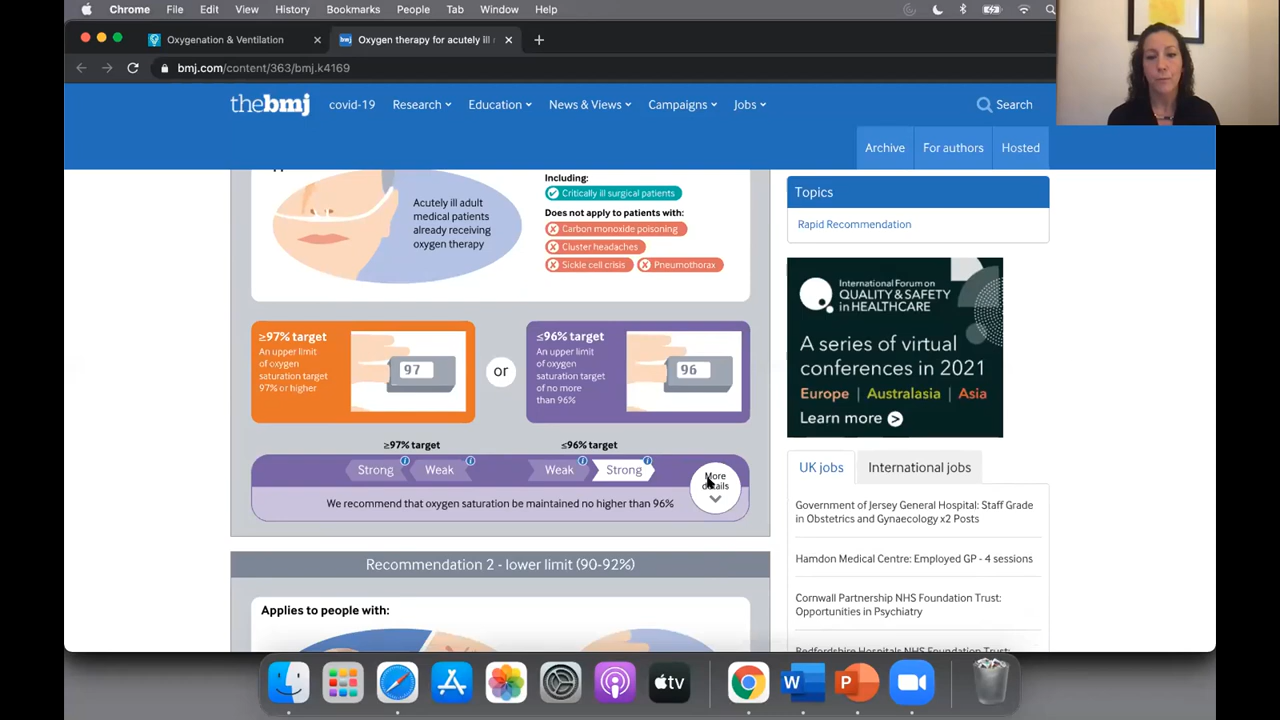 Chrome File Edit View History Bookmarks People Tab Window Help
Oxygenation & Ventilation
Oxygen therapy for acutely ill
bmj.com/content/363/bmj.k4169
thebmj covid-19 Research Education News & Views Campaigns Jobs Search
Archive For authors Hosted
Acutely ill adult
medical patients
already receiving
oxygen therapy
Including:
Critically ill surgical patients
Does not apply to patients with:
Carbon monoxide poisoning
Cluster headaches
Sickle cell crisis Pneumothorax
≥97% target
An upper limit
of oxygen
saturation target
97% or higher
97
or
≤96% target
An upper limit
of oxygen
saturation target
of no more
than 96%
96
≥97% target ≤96% target
Strong Weak Weak Strong
We recommend that oxygen saturation be maintained no higher than 96%
More
details
Recommendation 2 - lower limit (90-92%)
Applies to people with:
Topics
Rapid Recommendation
International Forum on
QUALITY & SAFETY
in HEALTHCARE
A series of virtual
conferences in 2021
Europe | Australasia | Asia
Learn more
UK jobs International jobs
Government of Jersey General Hospital: Staff Grade
in Obstetrics and Gynaecology x2 Posts
Hamdon Medical Centre: Employed GP - 4 sessions
Cornwall Partnership NHS Foundation Trust:
Opportunities in Psychiatry
Bedfordshire Hospitals NHS Foundation Trust:
tv
W
P